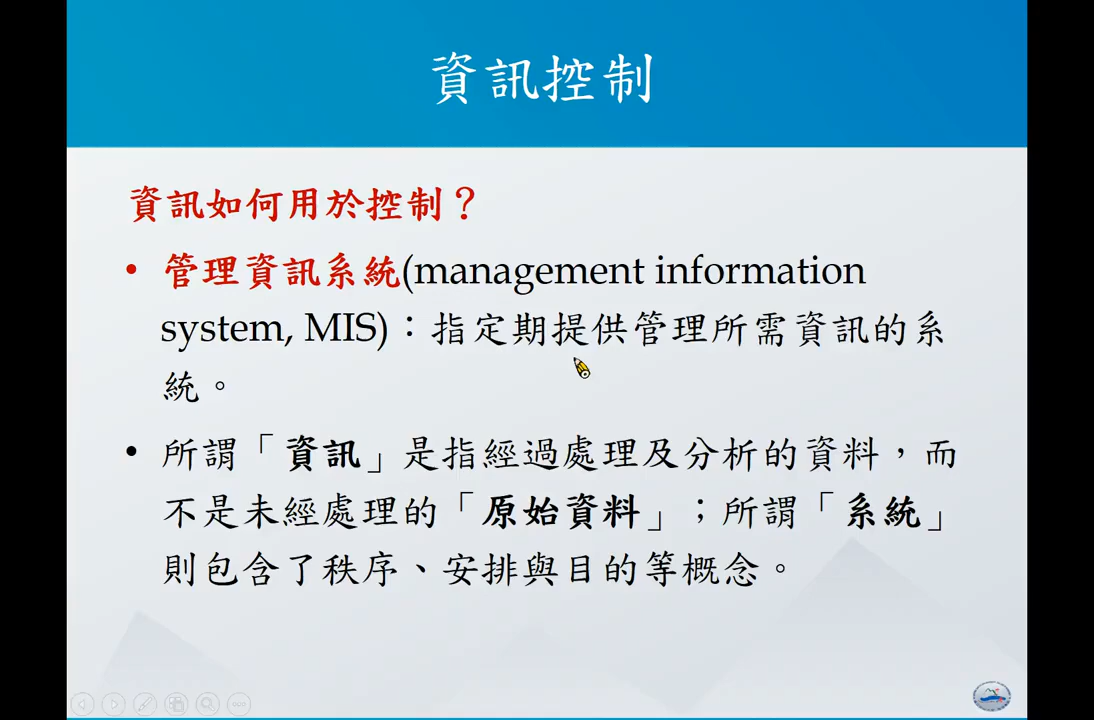 資訊控制
資訊如何用於控制？
• 管理資訊系統(management information
system, MIS)：指定期提供管理所需資訊的系
統。
• 所謂「資訊」是指經過處理及分析的資料，而
不是未經處理的「原始資料」；所謂「系統」
則包含了秩序、安排與目的等概念。